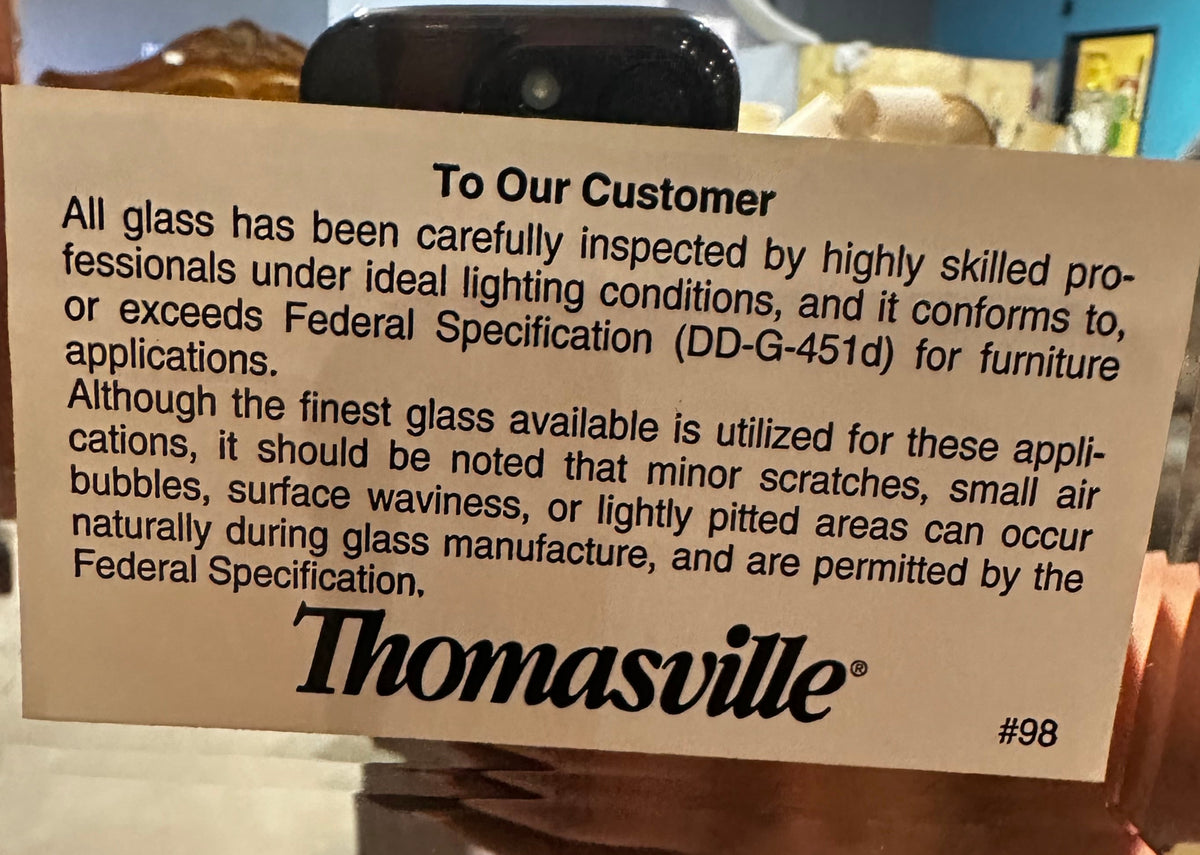 To Our Customer
All glass has been carefully inspected by highly skilled pro-
fessionals under ideal lighting conditions, and it conforms to,
or exceeds Federal Specification (DD-G-451d) for furniture
applications.
Although the finest glass available is utilized for these appli-
cations, it should be noted that minor scratches, small air
bubbles, surface waviness, or lightly pitted areas can occur
naturally during glass manufacture, and are permitted by the
Federal Specification.
Thomasville®
#98